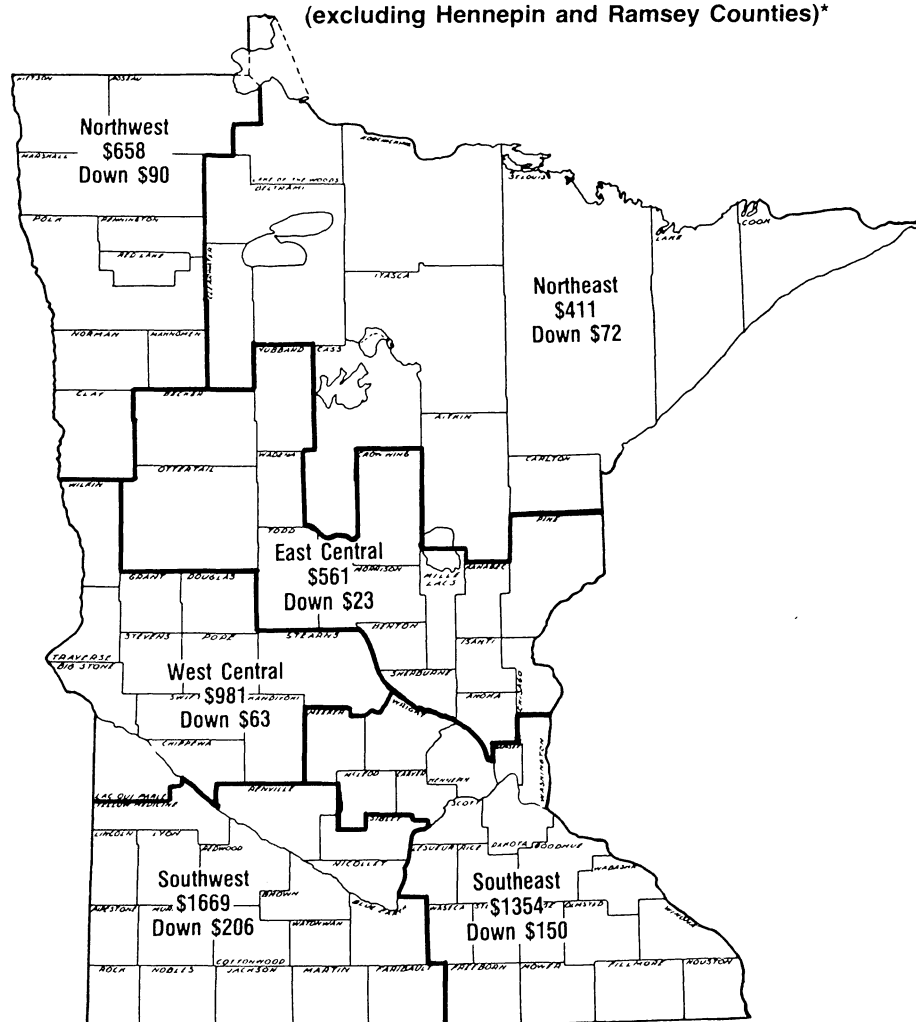 (excluding Hennepin and Ramsey Counties)*
KITTSON
ROSEAU
Northwest
$658
Down $90
MARSHALL
LAKE OF THE WOODS
BELTRAMI
KOOCHICHING
ST. LOUIS
POLK
PENNINGTON
RED LAKE
CLEARWATER
LAKE
COOK
ITASCA
Northeast
$411
Down $72
NORMAN
MAHNOMEN
HUBBARD
CASS
CLAY
BECKER
AITKIN
OTTERTAIL
WADENA
CROW WING
CARLTON
WILKIN
PINE
TODD
East Central
$561
Down $23
MORRISON
MILLE
LACS
KANABEC
GRANT
DOUGLAS
BENTON
STEVENS
POPE
STEARNS
ISANTI
TRAVERSE
BIG STONE
West Central
$981
Down $63
SWIFT
KANDIYOHI
SHERBURNE
ANOKA
CHISAGO
MEEKER
WRIGHT
CHIPPEWA
RAMSEY
WASHINGTON
LAC QUI PARLE
YELLOW MEDICINE
RENVILLE
McLEOD
CARVER
HENNEPIN
SCOTT
SIBLEY
LINCOLN
LYON
REDWOOD
LESUEUR
RICE
DAKOTA
GOODHUE
NICOLLET
WABASHA
Southwest
$1669
Down $206
BROWN
BLUE EARTH
Southeast
$1354
Down $150
WASECA
OLMSTED
WINONA
WATONWAN
COTTONWOOD
ROCK
NOBLES
JACKSON
MARTIN
FARIBAULT
FREEBORN
MOWER
FILLMORE
HOUSTON